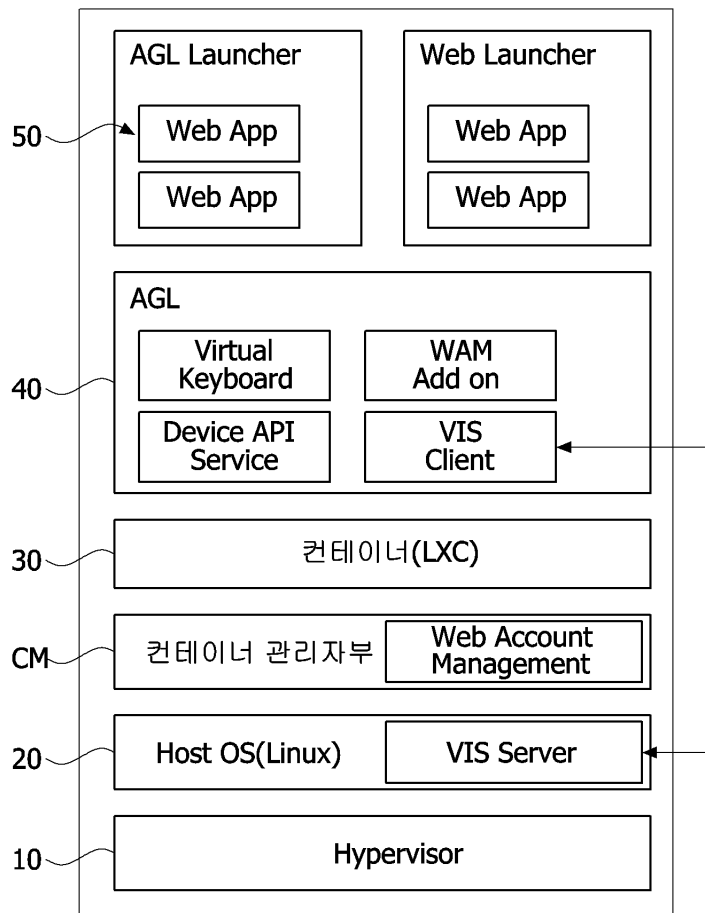 AGL Launcher
Web Launcher
50
Web App
Web App
Web App
Web App
AGL
40
Virtual
Keyboard
WAM
Add on
Device API
Service
VIS
Client
30
컨테이너(LXC)
CM
컨테이너 관리자부
Web Account
Management
20
Host OS(Linux)
VIS Server
10
Hypervisor